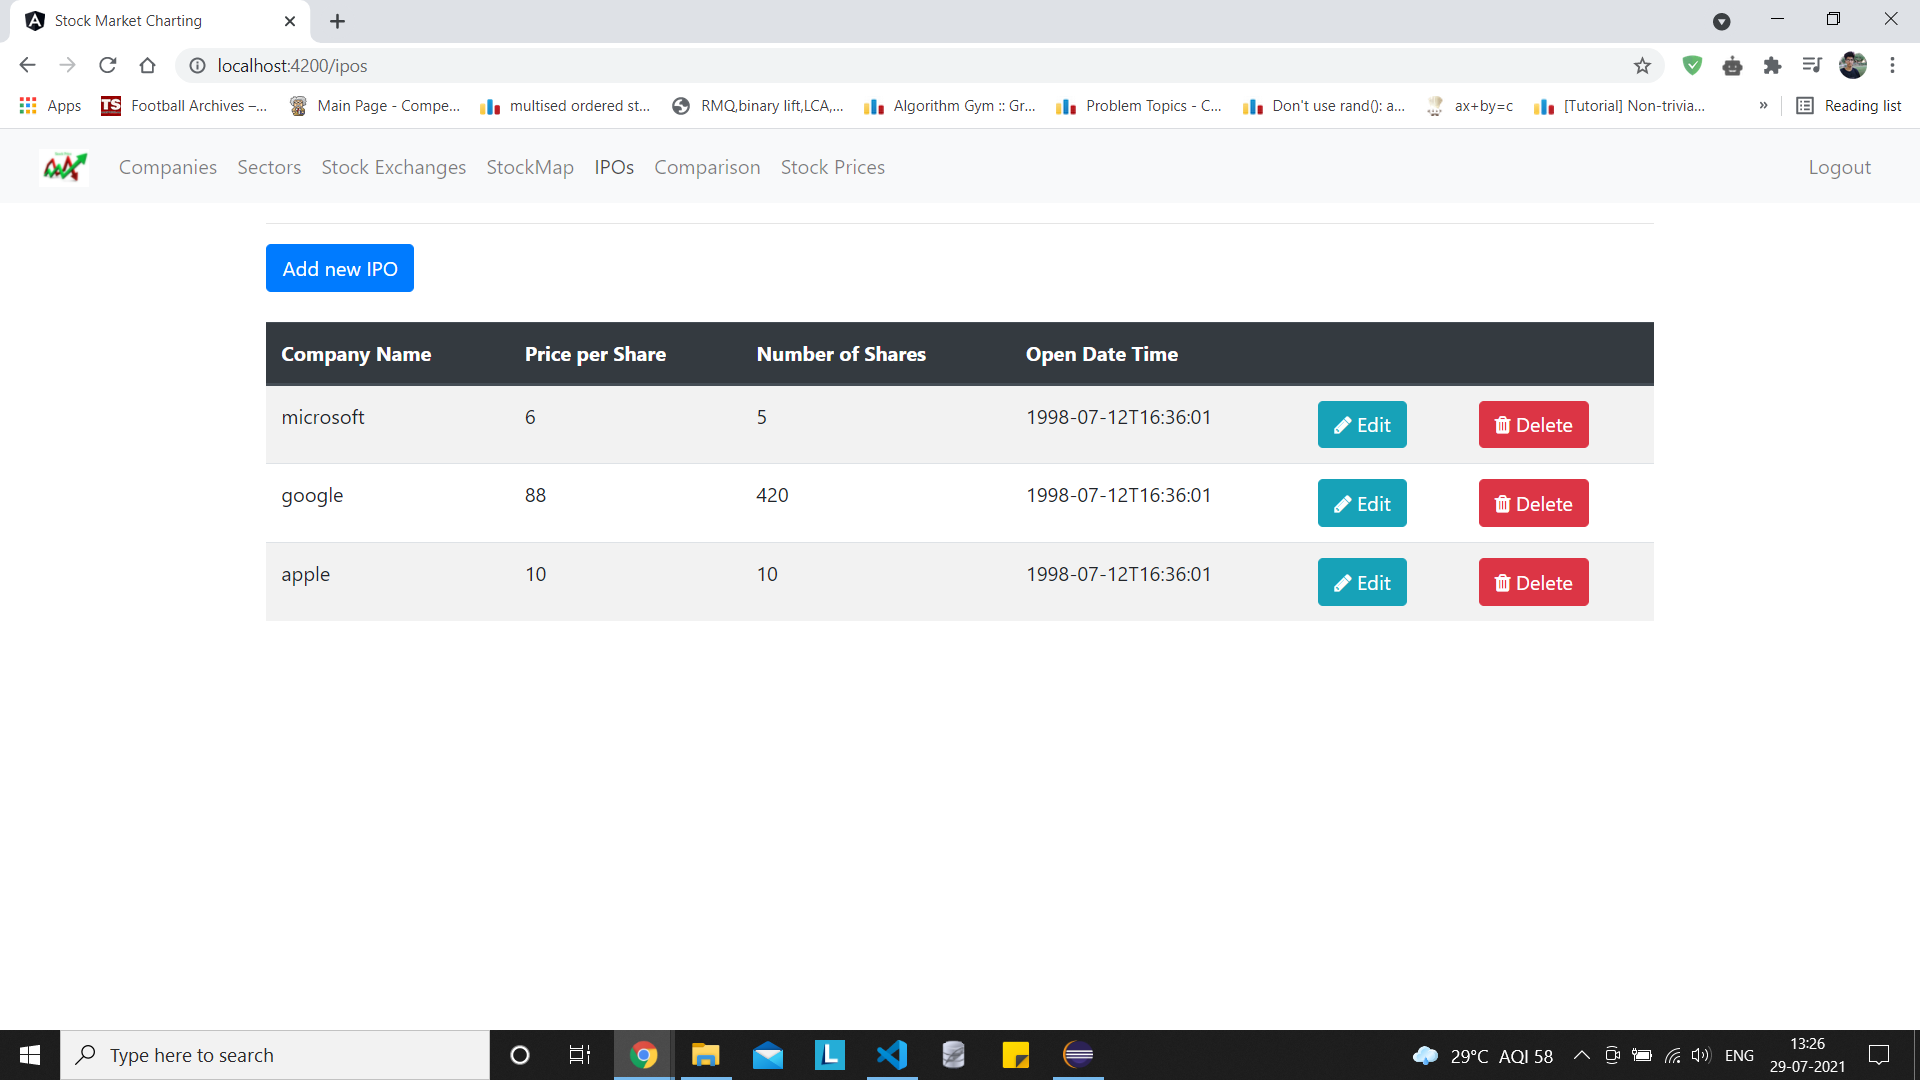 Stock Market Charting
localhost:4200/ipos
Apps TS Football Archives –... Main Page - Compe... multised ordered st... RMQ,binary lift,LCA,... Algorithm Gym :: Gr... Problem Topics - C... Don't use rand(): a... ax+by=c [Tutorial] Non-trivia... » Reading list
Companies Sectors Stock Exchanges StockMap IPOs Comparison Stock Prices Logout
Add new IPO
Company Name Price per Share Number of Shares Open Date Time
microsoft 6 5 1998-07-12T16:36:01 Edit Delete
google 88 420 1998-07-12T16:36:01 Edit Delete
apple 10 10 1998-07-12T16:36:01 Edit Delete
Type here to search L 29°C AQI 58 ENG 13:26
29-07-2021